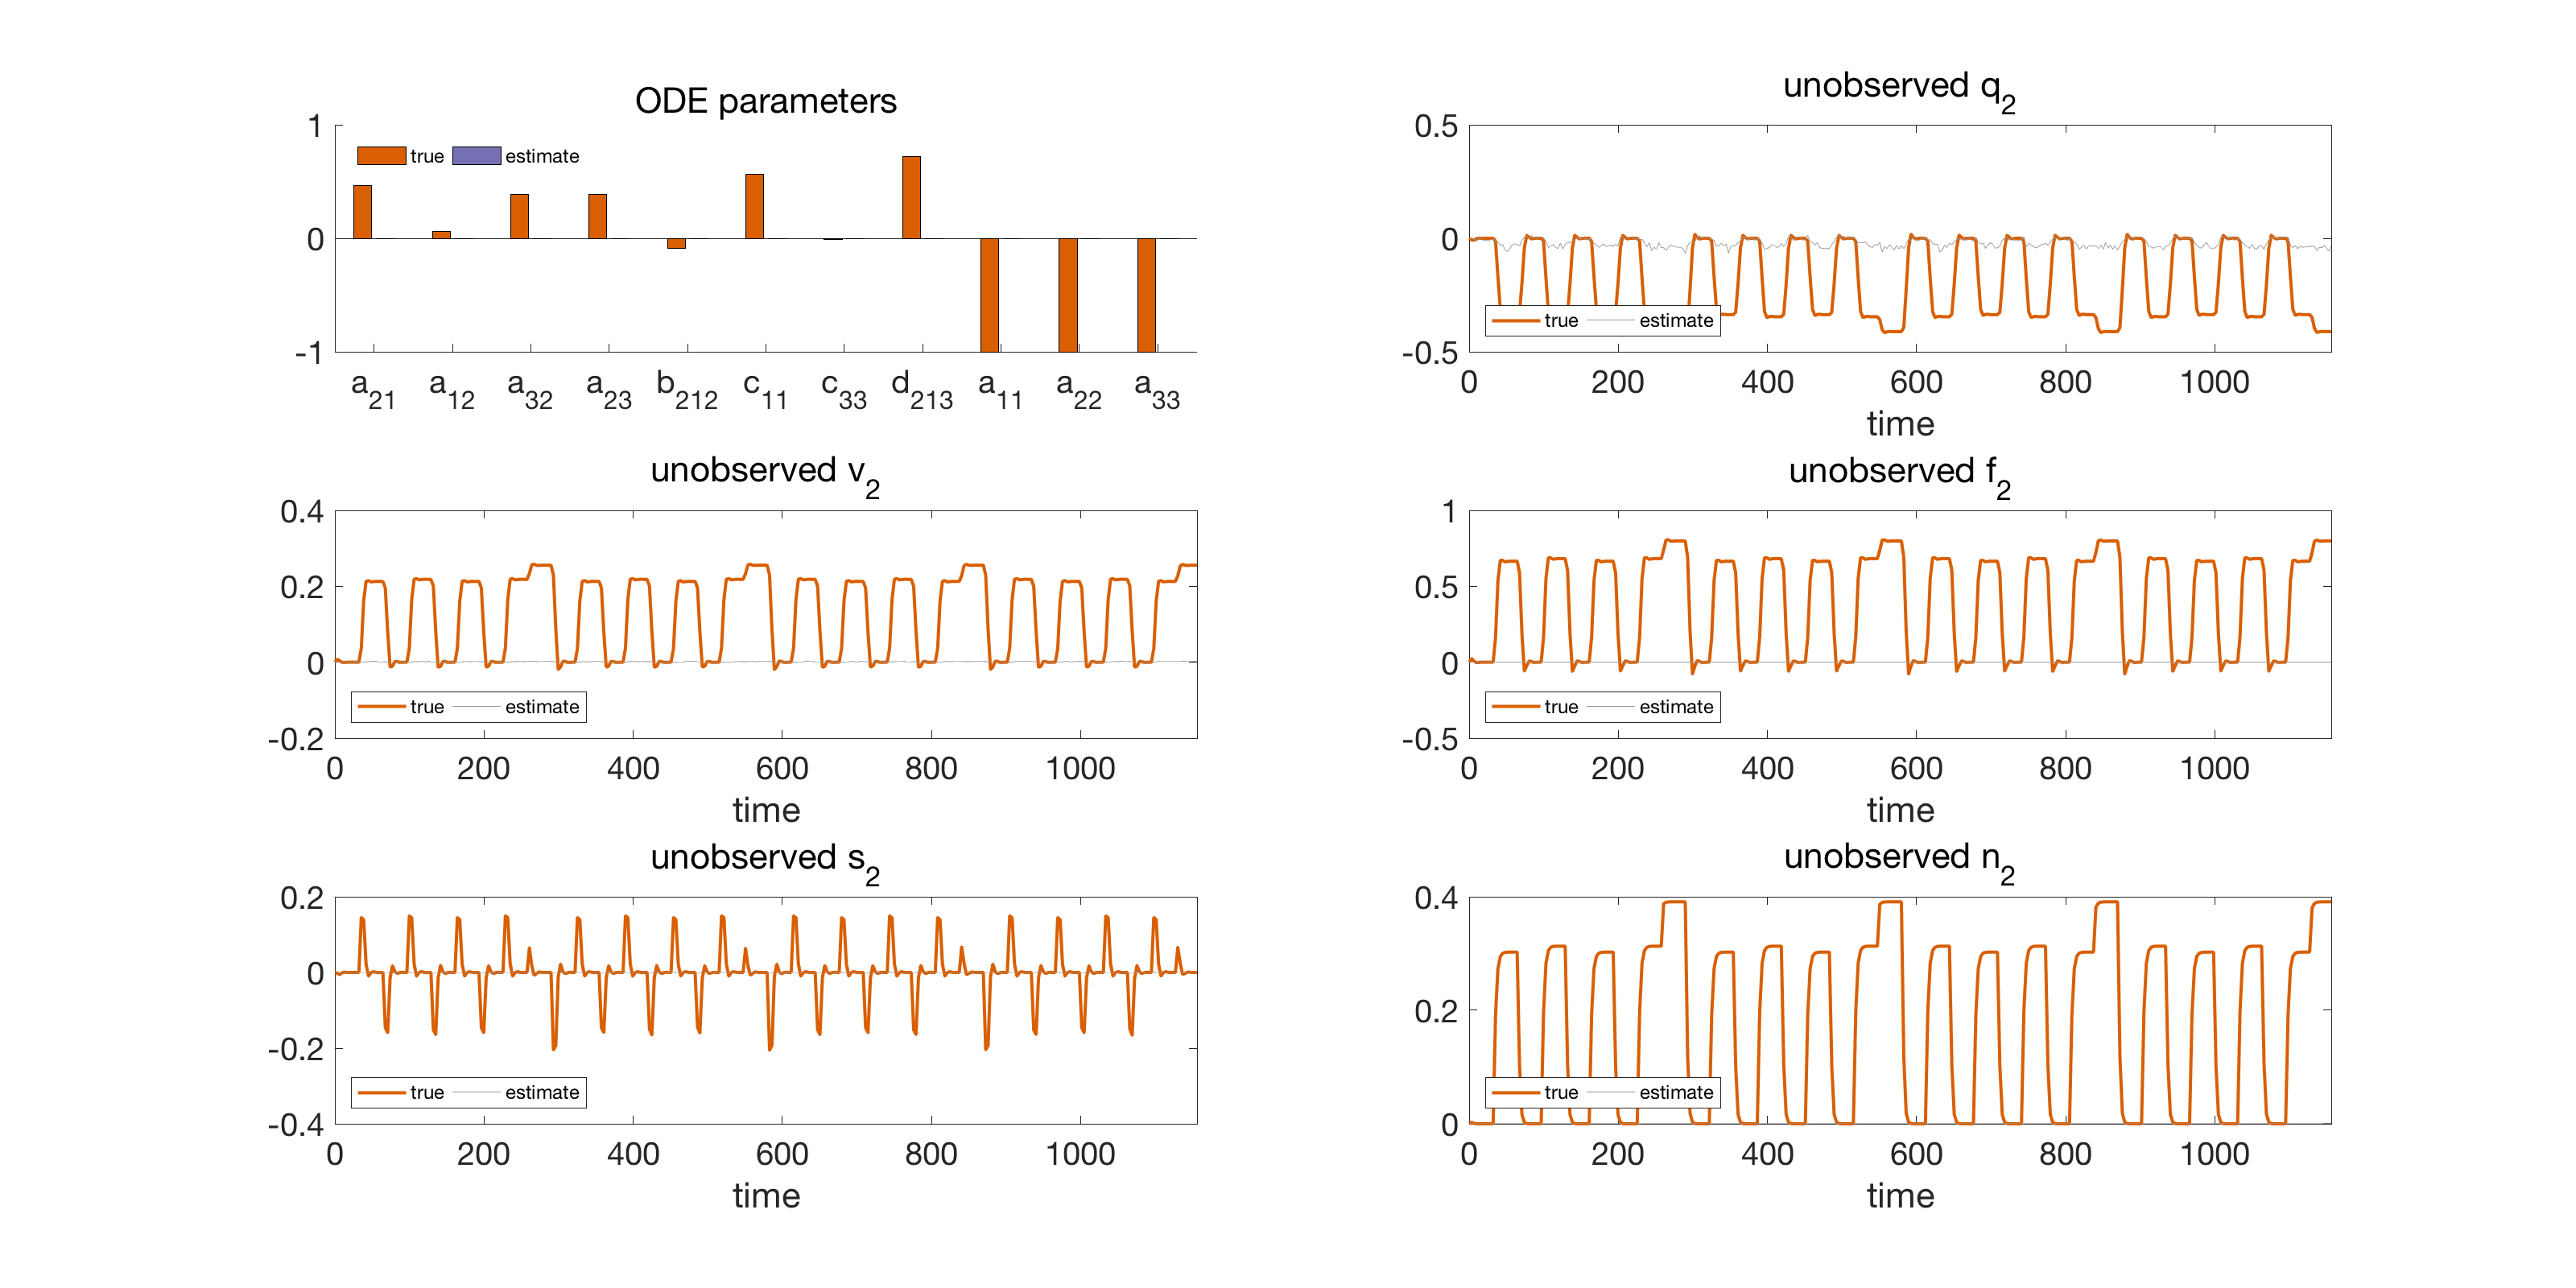 ODE parameters
1
0
-1
true estimate
a21 a12 a32 a23 b212 c11 c33 d213 a11 a22 a33
unobserved q2
0.5
0
-0.5
true estimate
0 200 400 600 800 1000
time
unobserved v2
0.4
0.2
0
-0.2
true estimate
0 200 400 600 800 1000
time
unobserved f2
1
0.5
0
-0.5
true estimate
0 200 400 600 800 1000
time
unobserved s2
0.2
0
-0.2
-0.4
true estimate
0 200 400 600 800 1000
time
unobserved n2
0.4
0.2
0
true estimate
0 200 400 600 800 1000
time